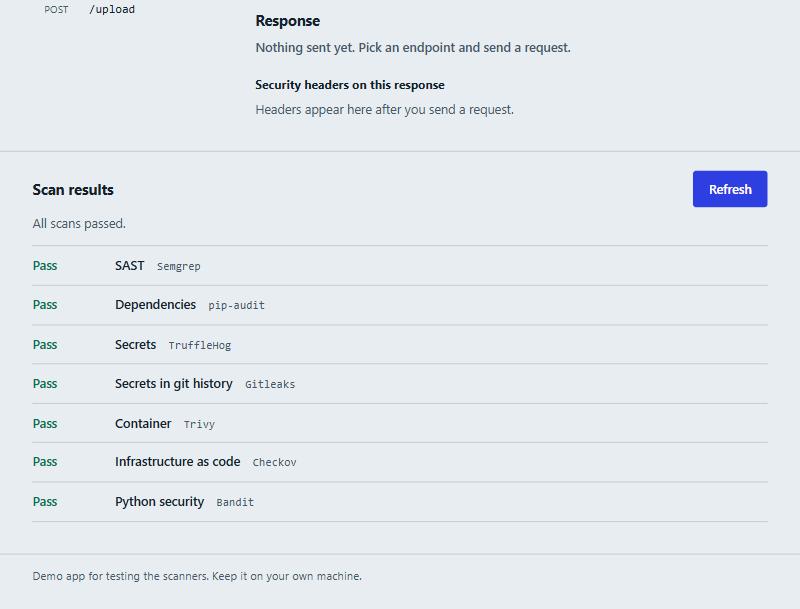 POST /upload
Response
Nothing sent yet. Pick an endpoint and send a request.
Security headers on this response
Headers appear here after you send a request.
Scan results
Refresh
All scans passed.
Pass SAST Semgrep
Pass Dependencies pip-audit
Pass Secrets TruffleHog
Pass Secrets in git history Gitleaks
Pass Container Trivy
Pass Infrastructure as code Checkov
Pass Python security Bandit
Demo app for testing the scanners. Keep it on your own machine.